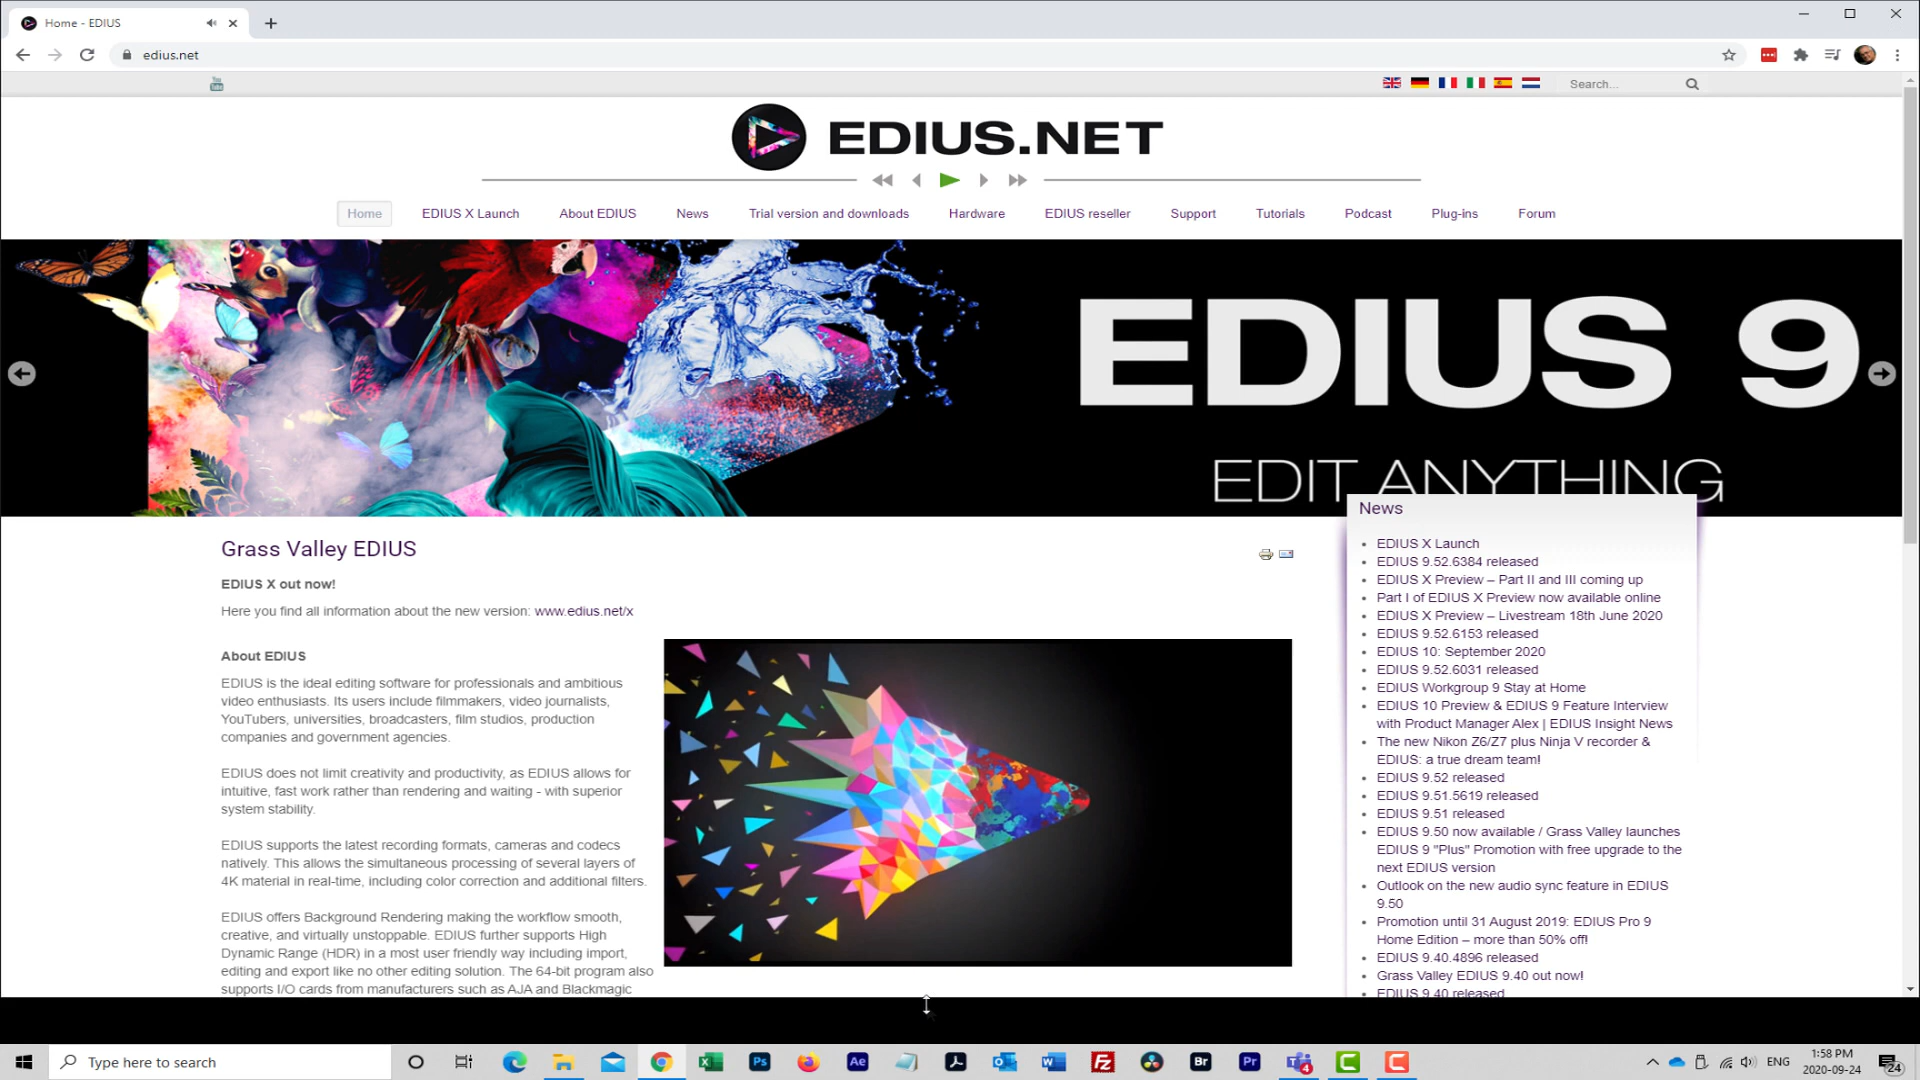 Home - EDIUS
edius.net
You
Tube
Search...
EDIUS.NET
Home
EDIUS X Launch
About EDIUS
News
Trial version and downloads
Hardware
EDIUS reseller
Support
Tutorials
Podcast
Plug-ins
Forum
EDIUS 9
EDIT ANYTHING
Grass Valley EDIUS
EDIUS X out now!
Here you find all information about the new version: www.edius.net/x
About EDIUS
EDIUS is the ideal editing software for professionals and ambitious
video enthusiasts. Its users include filmmakers, video journalists,
YouTubers, universities, broadcasters, film studios, production
companies and government agencies.
EDIUS does not limit creativity and productivity, as EDIUS allows for
intuitive, fast work rather than rendering and waiting - with superior
system stability.
EDIUS supports the latest recording formats, cameras and codecs
natively. This allows the simultaneous processing of several layers of
4K material in real-time, including color correction and additional filters.
EDIUS offers Background Rendering making the workflow smooth,
creative, and virtually unstoppable. EDIUS further supports High
Dynamic Range (HDR) in a most user friendly way including import,
editing and export like no other editing solution. The 64-bit program also
supports I/O cards from manufacturers such as AJA and Blackmagic
News
EDIUS X Launch
EDIUS 9.52.6384 released
EDIUS X Preview – Part II and III coming up
Part I of EDIUS X Preview now available online
EDIUS X Preview – Livestream 18th June 2020
EDIUS 9.52.6153 released
EDIUS 10: September 2020
EDIUS 9.52.6031 released
EDIUS Workgroup 9 Stay at Home
EDIUS 10 Preview & EDIUS 9 Feature Interview
with Product Manager Alex | EDIUS Insight News
The new Nikon Z6/Z7 plus Ninja V recorder &
EDIUS: a true dream team!
EDIUS 9.52 released
EDIUS 9.51.5619 released
EDIUS 9.51 released
EDIUS 9.50 now available / Grass Valley launches
EDIUS 9 "Plus" Promotion with free upgrade to the
next EDIUS version
Outlook on the new audio sync feature in EDIUS
9.50
Promotion until 31 August 2019: EDIUS Pro 9
Home Edition – more than 50% off!
EDIUS 9.40.4896 released
Grass Valley EDIUS 9.40 out now!
EDIUS 9.40 released
Type here to search
Ps
Ae
Fz
Br
Pr
4
ENG
1:58 PM
2020-09-24
24